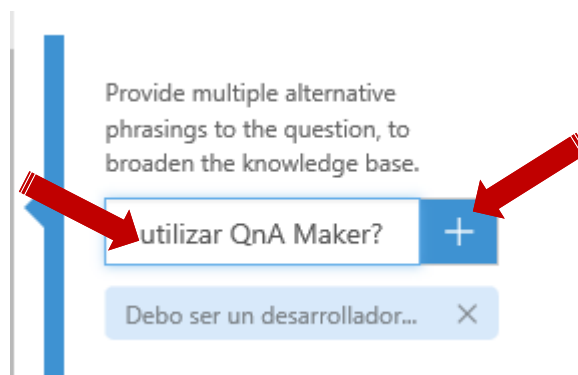 Provide multiple alternative
phrasings to the question, to
broaden the knowledge base.
utilizar QnA Maker?
Debo ser un desarrollador...